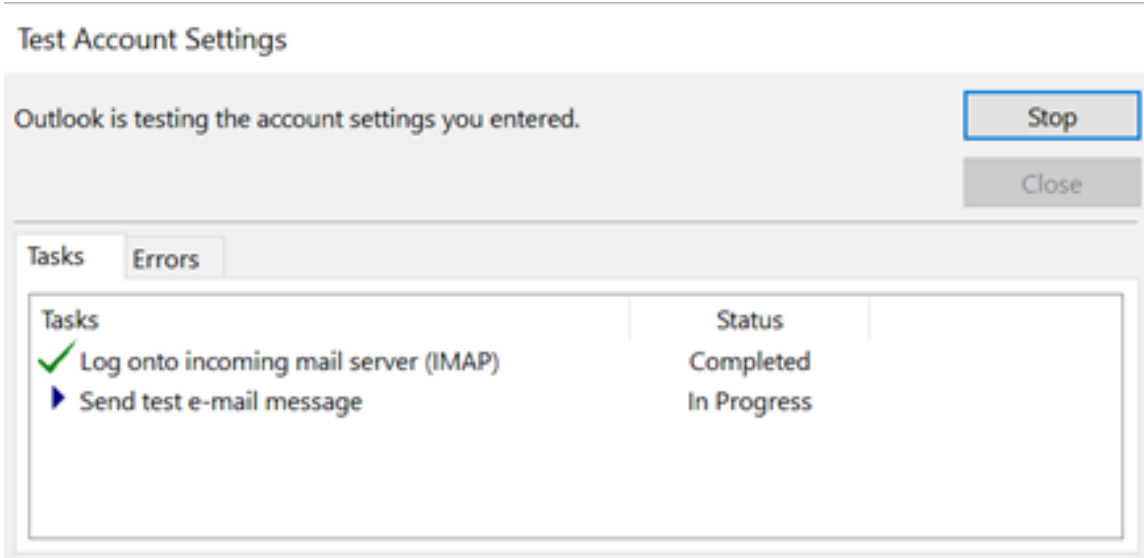 Test Account Settings
Outlook is testing the account settings you entered.
Stop
Close
Tasks Errors
Tasks Status
Log onto incoming mail server (IMAP) Completed
Send test e-mail message In Progress